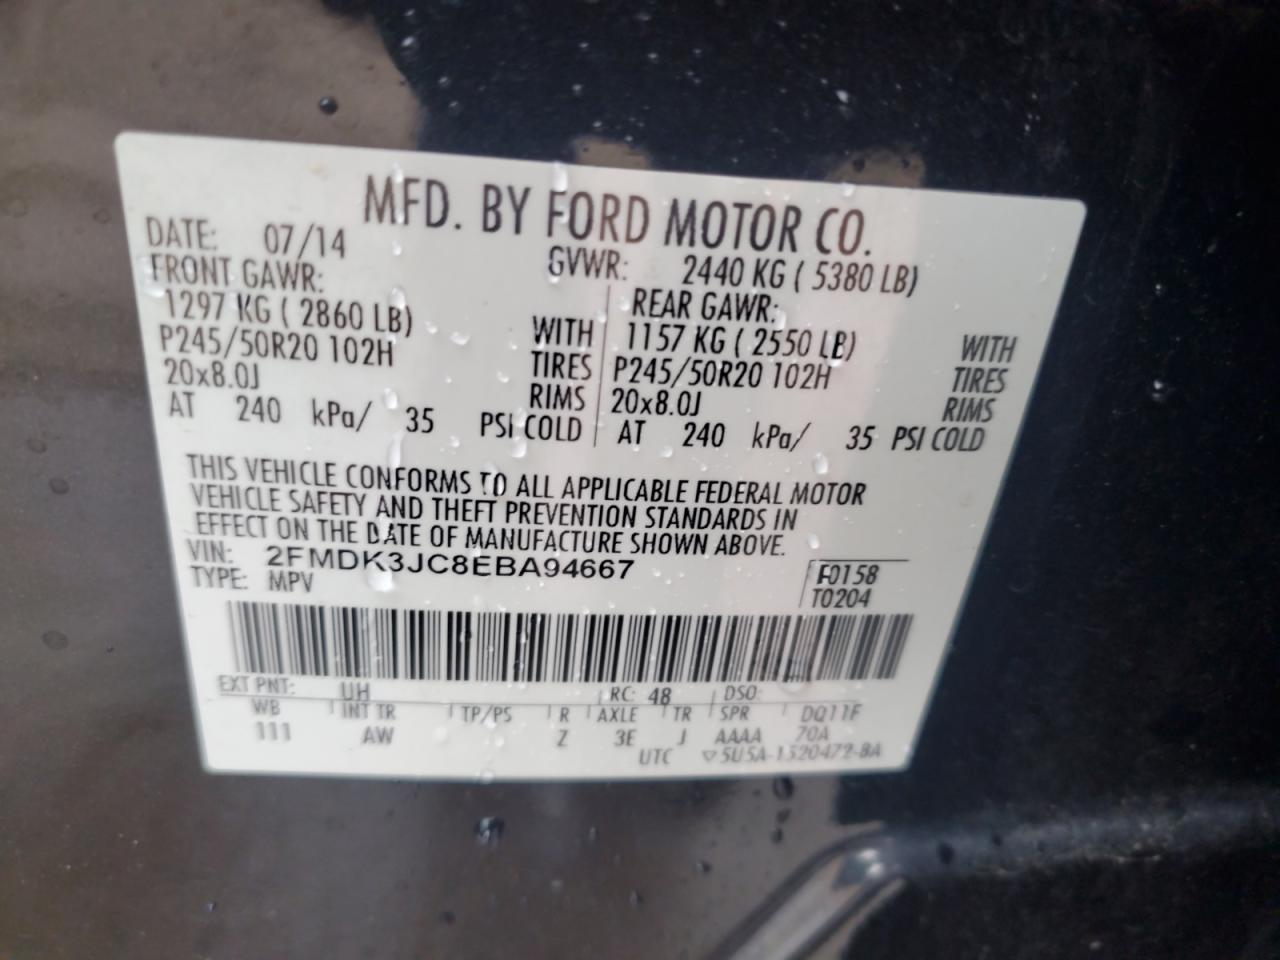 MFD. BY FORD MOTOR CO.
DATE: 07/14 GVWR: 2440 KG ( 5380 LB)
FRONT GAWR: REAR GAWR:
1297 KG ( 2860 LB) WITH 1157 KG ( 2550 LB) WITH
P245/50R20 102H TIRES P245/50R20 102H TIRES
20x8.0J RIMS 20x8.0J RIMS
AT 240 kPa/ 35 PSI COLD AT 240 kPa/ 35 PSI COLD
THIS VEHICLE CONFORMS TO ALL APPLICABLE FEDERAL MOTOR
VEHICLE SAFETY AND THEFT PREVENTION STANDARDS IN
EFFECT ON THE DATE OF MANUFACTURE SHOWN ABOVE.
VIN: 2FMDK3JC8EBA94667 F0158
TYPE: MPV T0204
EXT PNT: UH RC: 48 DSO:
WB INT TR TP/PS R AXLE TR SPR DQ11F
111 AW Z 3E J AAAA 70A
UTC ▽5U5A-1520472-BA